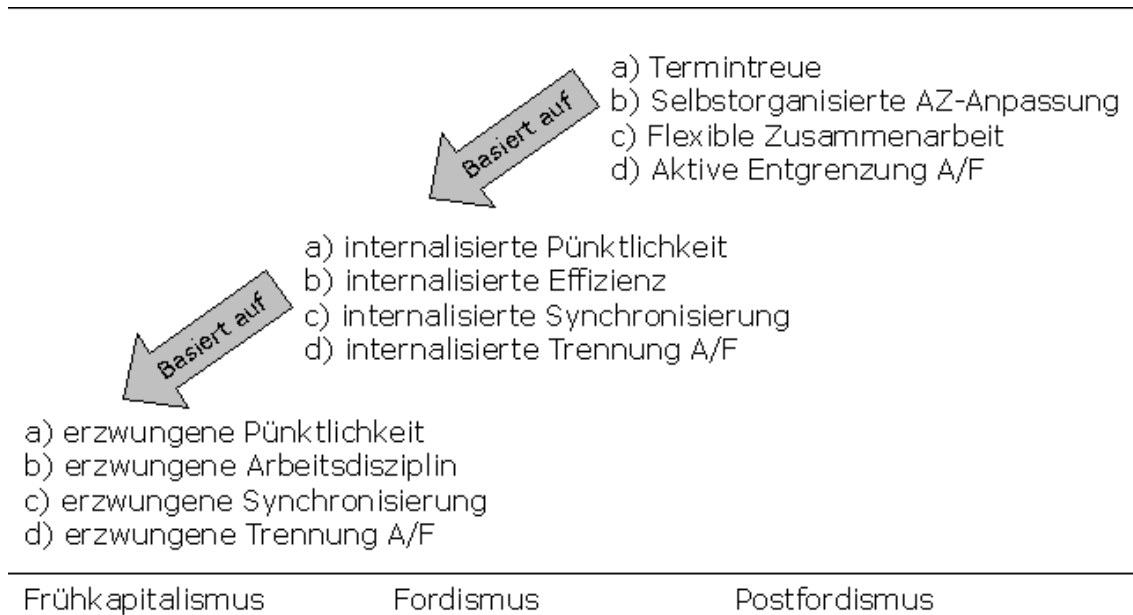 a) Termintreue
b) Selbstorganisierte AZ-Anpassung
c) Flexible Zusammenarbeit
d) Aktive Entgrenzung A/F
Basiert auf
a) internalisierte Pünktlichkeit
b) internalisierte Effizienz
c) internalisierte Synchronisierung
d) internalisierte Trennung A/F
Basiert auf
a) erzwungene Pünktlichkeit
b) erzwungene Arbeitsdisziplin
c) erzwungene Synchronisierung
d) erzwungene Trennung A/F
Frühkapitalismus Fordismus Postfordismus